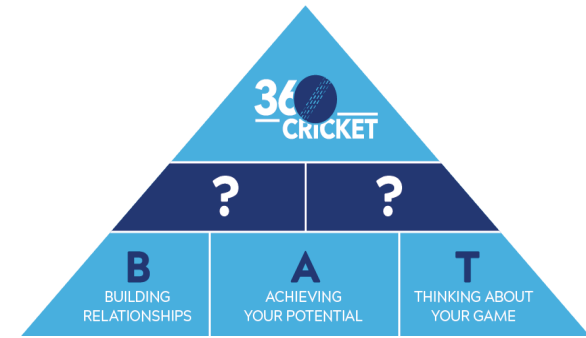 360
CRICKET
? ?
B A T
BUILDING
RELATIONSHIPS
ACHIEVING
YOUR POTENTIAL
THINKING ABOUT
YOUR GAME